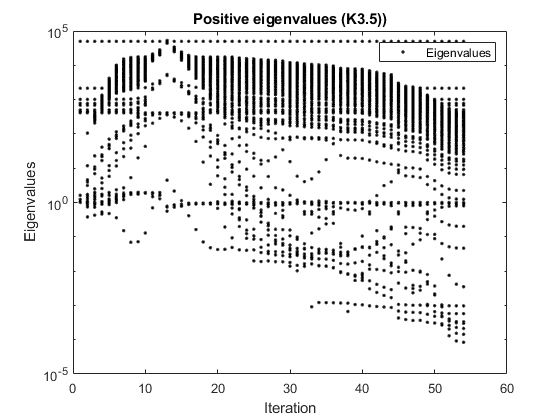 Positive eigenvalues (K3.5))
10^5
Eigenvalues
Eigenvalues
10^0
10^-5
0 10 20 30 40 50 60
Iteration